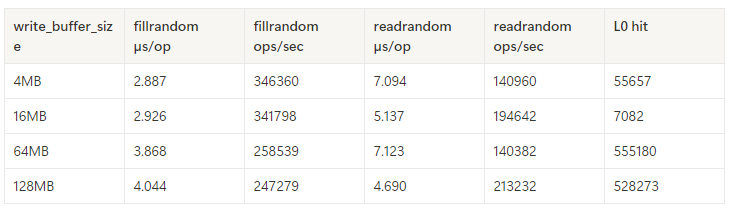 write_buffer_siz fillrandom fillrandom readrandom readrandom L0 hit
e µs/op ops/sec µs/op ops/sec
4MB 2.887 346360 7.094 140960 55657
16MB 2.926 341798 5.137 194642 7082
64MB 3.868 258539 7.123 140382 555180
128MB 4.044 247279 4.690 213232 528273